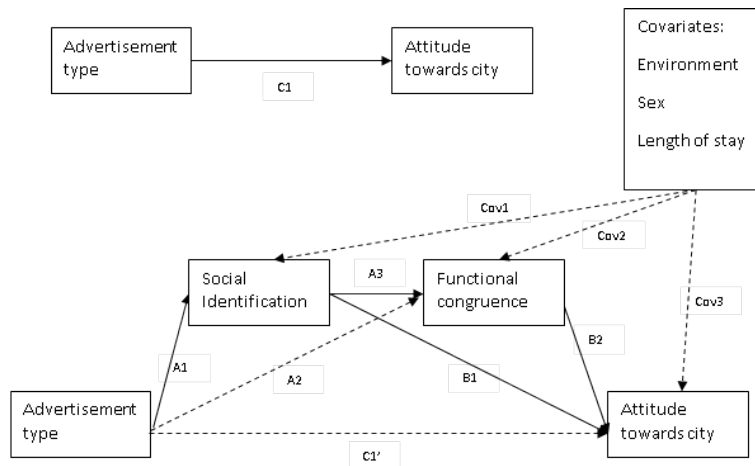 Advertisement
type
C1
Attitude
towards city
Covariates:
Environment
Sex
Length of stay
Cov1
Cov2
Cov3
Social
Identification
A3
Functional
congruence
A1
A2
B1
B2
Advertisement
type
C1'
Attitude
towards city